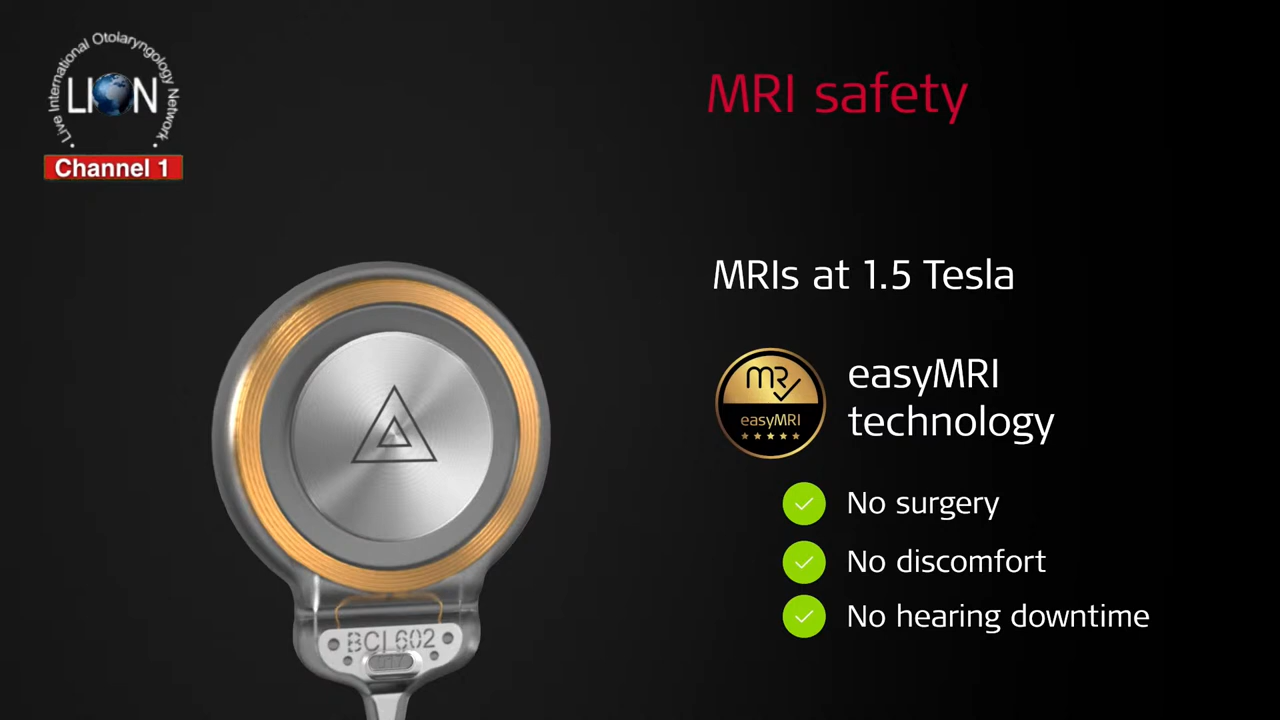 Live International Otolaryngology Network
LION
Channel 1
MRI safety
MRIs at 1.5 Tesla
MR
easyMRI
easyMRI
technology
No surgery
No discomfort
No hearing downtime
BCI 602